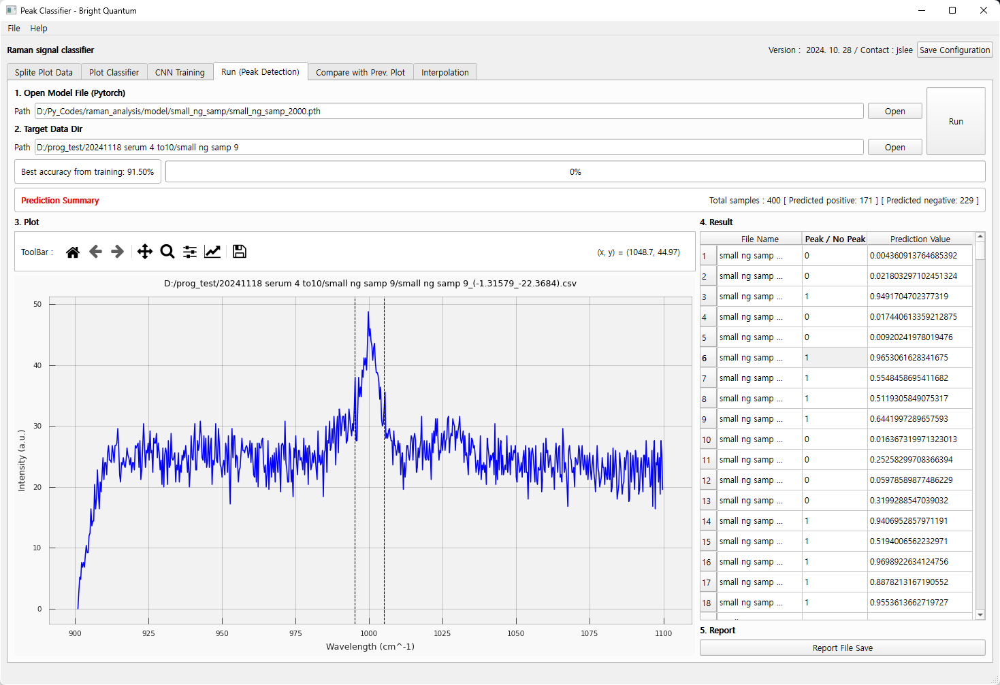 Peak Classifier - Bright Quantum
File Help
Raman signal classifier
Version : 2024. 10. 28 / Contact : jslee Save Configuration
Splite Plot Data Plot Classifier CNN Training Run (Peak Detection) Compare with Prev. Plot Interpolation
1. Open Model File (Pytorch)
Path D:/Py_Codes/raman_analysis/model/small_ng_samp/small_ng_samp_2000.pth Open
Run
2. Target Data Dir
Path D:/prog_test/20241118 serum 4 to10/small ng samp 9 Open
Best accuracy from training: 91.50% 0%
Prediction Summary Total samples : 400 [ Predicted positive: 171 ] [ Predicted negative: 229 ]
3. Plot
ToolBar : (x, y) = (1048.7, 44.97)
D:/prog_test/20241118 serum 4 to10/small ng samp 9/small ng samp 9_(-1.31579_-22.3684).csv
50
40
30
20
10
0
Intensity (a.u.)
900 925 950 975 1000 1025 1050 1075 1100
Wavelength (cm^-1)
4. Result
File Name Peak / No Peak Prediction Value
1 small ng samp ... 0 0.004360913764685392
2 small ng samp ... 0 0.021803297102451324
3 small ng samp ... 1 0.9491704702377319
4 small ng samp ... 0 0.017440613359212875
5 small ng samp ... 0 0.00920241978019476
6 small ng samp ... 1 0.9653061628341675
7 small ng samp ... 1 0.5548458695411682
8 small ng samp ... 1 0.5119305849075317
9 small ng samp ... 1 0.6441997289657593
10 small ng samp ... 0 0.016367319971323013
11 small ng samp ... 0 0.25258299708366394
12 small ng samp ... 0 0.05978589877486229
13 small ng samp ... 0 0.3199288547039032
14 small ng samp ... 1 0.9406952857971191
15 small ng samp ... 1 0.5194006562232971
16 small ng samp ... 1 0.9698922634124756
17 small ng samp ... 1 0.8878213167190552
18 small ng samp ... 1 0.9553613662719727
5. Report
Report File Save